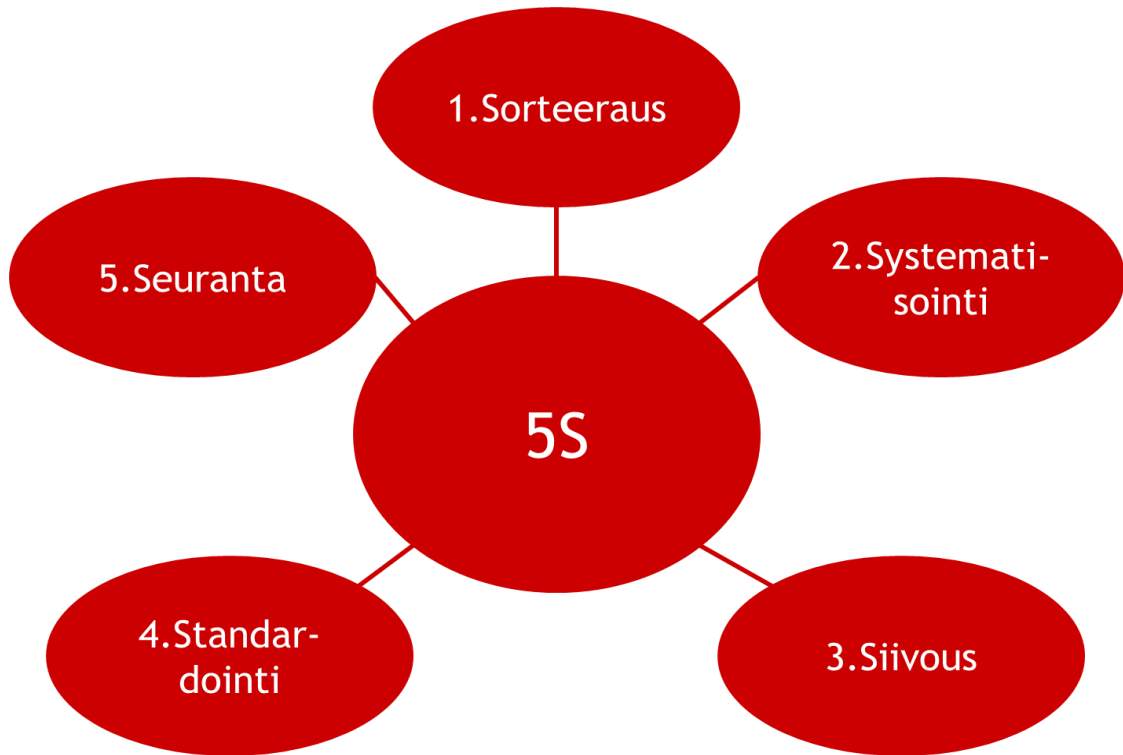 1.Sorteeraus
2.Systemati-
sointi
3.Siivous
4.Standar-
dointi
5.Seuranta
5S